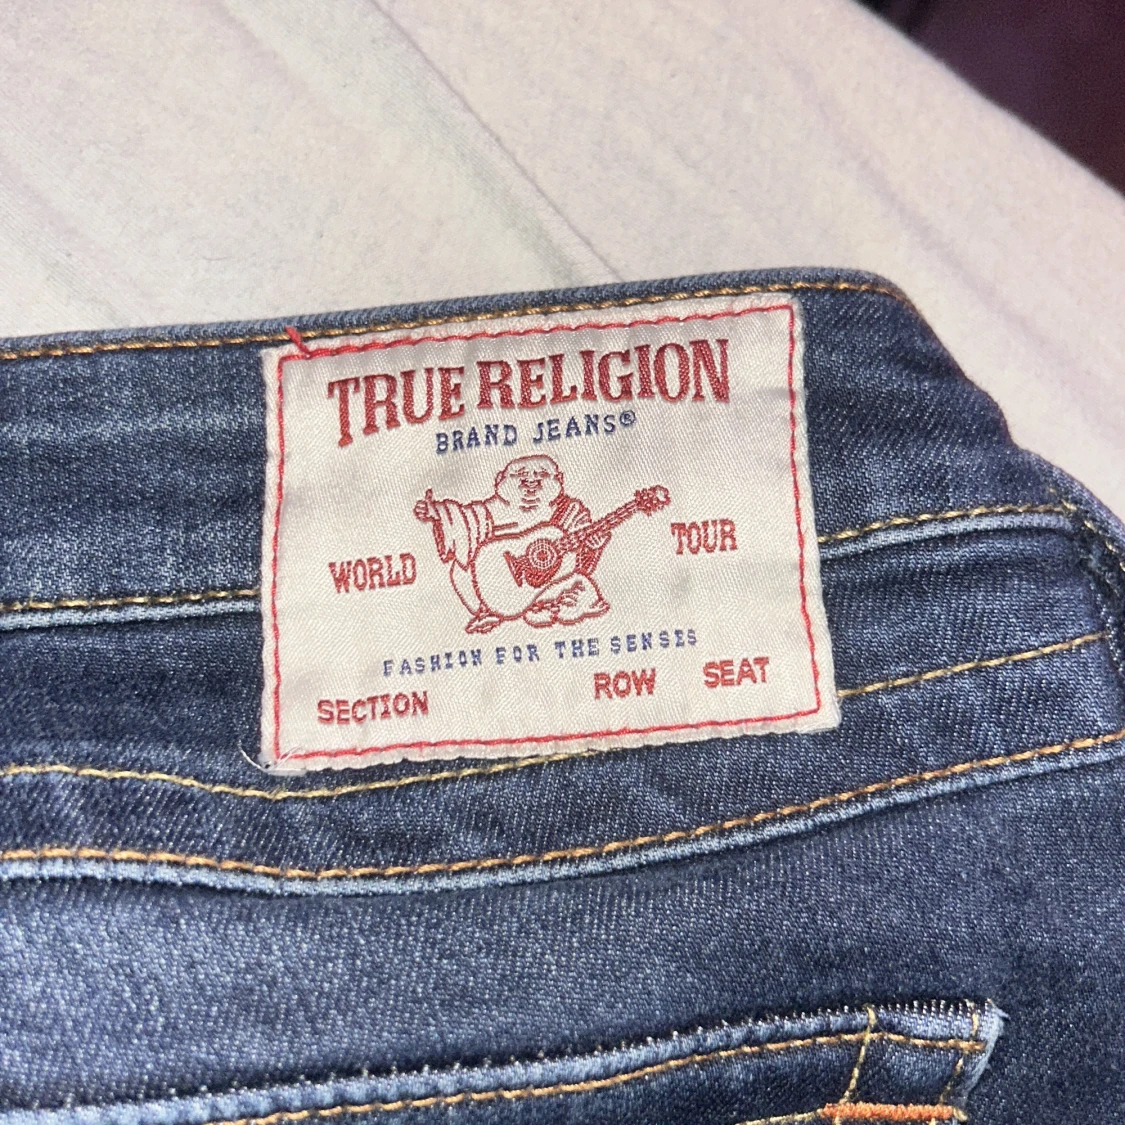 TRUE RELIGION
BRAND JEANS®
WORLD TOUR
FASHION FOR THE SENSES
SECTION ROW SEAT